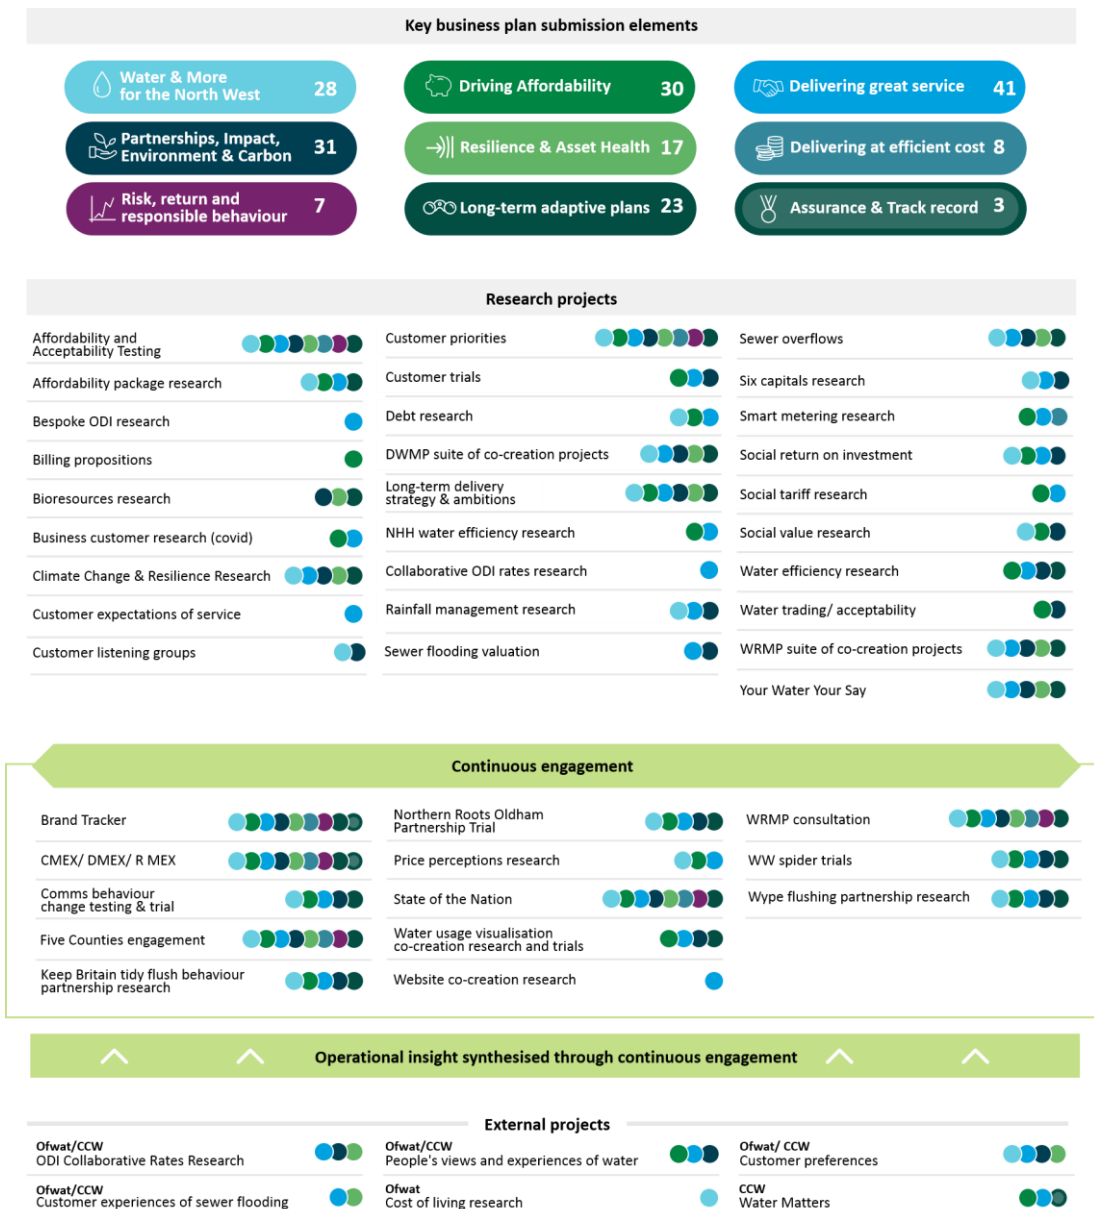 Key business plan submission elements
Water & More
for the North West 28
Driving Affordability 30
Delivering great service 41
Partnerships, Impact,
Environment & Carbon 31
Resilience & Asset Health 17
Delivering at efficient cost 8
Risk, return and
responsible behaviour 7
Long-term adaptive plans 23
Assurance & Track record 3
Research projects
Affordability and
Acceptability Testing
Affordability package research
Bespoke ODI research
Billing propositions
Bioresources research
Business customer research (covid)
Climate Change & Resilience Research
Customer expectations of service
Customer listening groups
Customer priorities
Customer trials
Debt research
DWMP suite of co-creation projects
Long-term delivery
strategy & ambitions
NHH water efficiency research
Collaborative ODI rates research
Rainfall management research
Sewer flooding valuation
Sewer overflows
Six capitals research
Smart metering research
Social return on investment
Social tariff research
Social value research
Water efficiency research
Water trading/ acceptability
WRMP suite of co-creation projects
Your Water Your Say
Continuous engagement
Brand Tracker
CMEX/ DMEX/ R MEX
Comms behaviour
change testing & trial
Five Counties engagement
Keep Britain tidy flush behaviour
partnership research
Northern Roots Oldham
Partnership Trial
Price perceptions research
State of the Nation
Water usage visualisation
co-creation research and trials
Website co-creation research
WRMP consultation
WW spider trials
Wype flushing partnership research
Operational insight synthesised through continuous engagement
External projects
Ofwat/CCW
ODI Collaborative Rates Research
Ofwat/CCW
Customer experiences of sewer flooding
Ofwat/CCW
People's views and experiences of water
Ofwat
Cost of living research
Ofwat/ CCW
Customer preferences
CCW
Water Matters